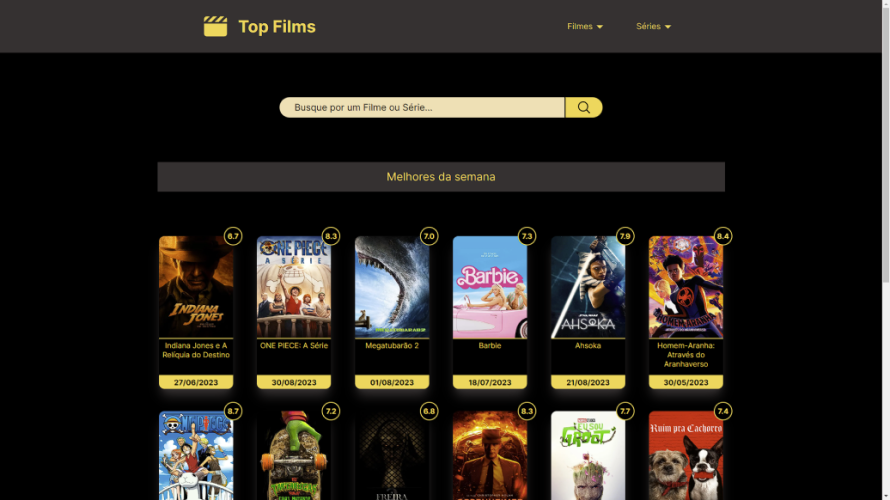 Top Films
Filmes
Séries
Busque por um Filme ou Série...
Melhores da semana
6.7
8.3
7.0
7.3
7.9
8.4
INDIANA
JONES
ONE PIECE
A SÉRIE
Barbie
AHSOKA
Indiana Jones e A
Relíquia do Destino
ONE PIECE: A Série
Megatubarão 2
Barbie
Ahsoka
Homem-Aranha:
Através do
Aranhaverso
27/06/2023
30/08/2023
01/08/2023
18/07/2023
21/08/2023
30/05/2023
8.7
7.2
6.8
8.3
7.7
7.4
ONE PIECE
FREIRA
EU SOU
GROOT
Ruim pra Cachorro